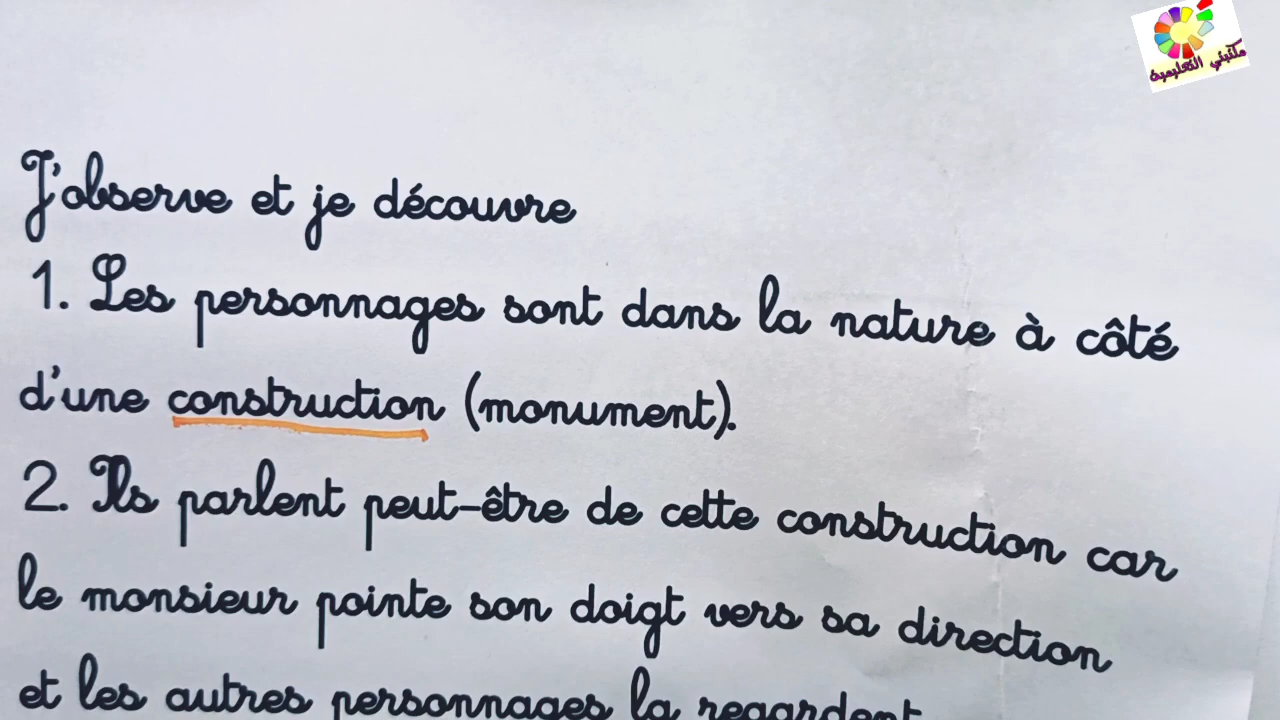 مكتبتي التعليمية
J'observe et je découvre
1. Les personnages sont dans la nature à côté
d'une construction (monument).
2. Ils parlent peut-être de cette construction car
le monsieur pointe son doigt vers sa direction
et les autres personnages la regardent